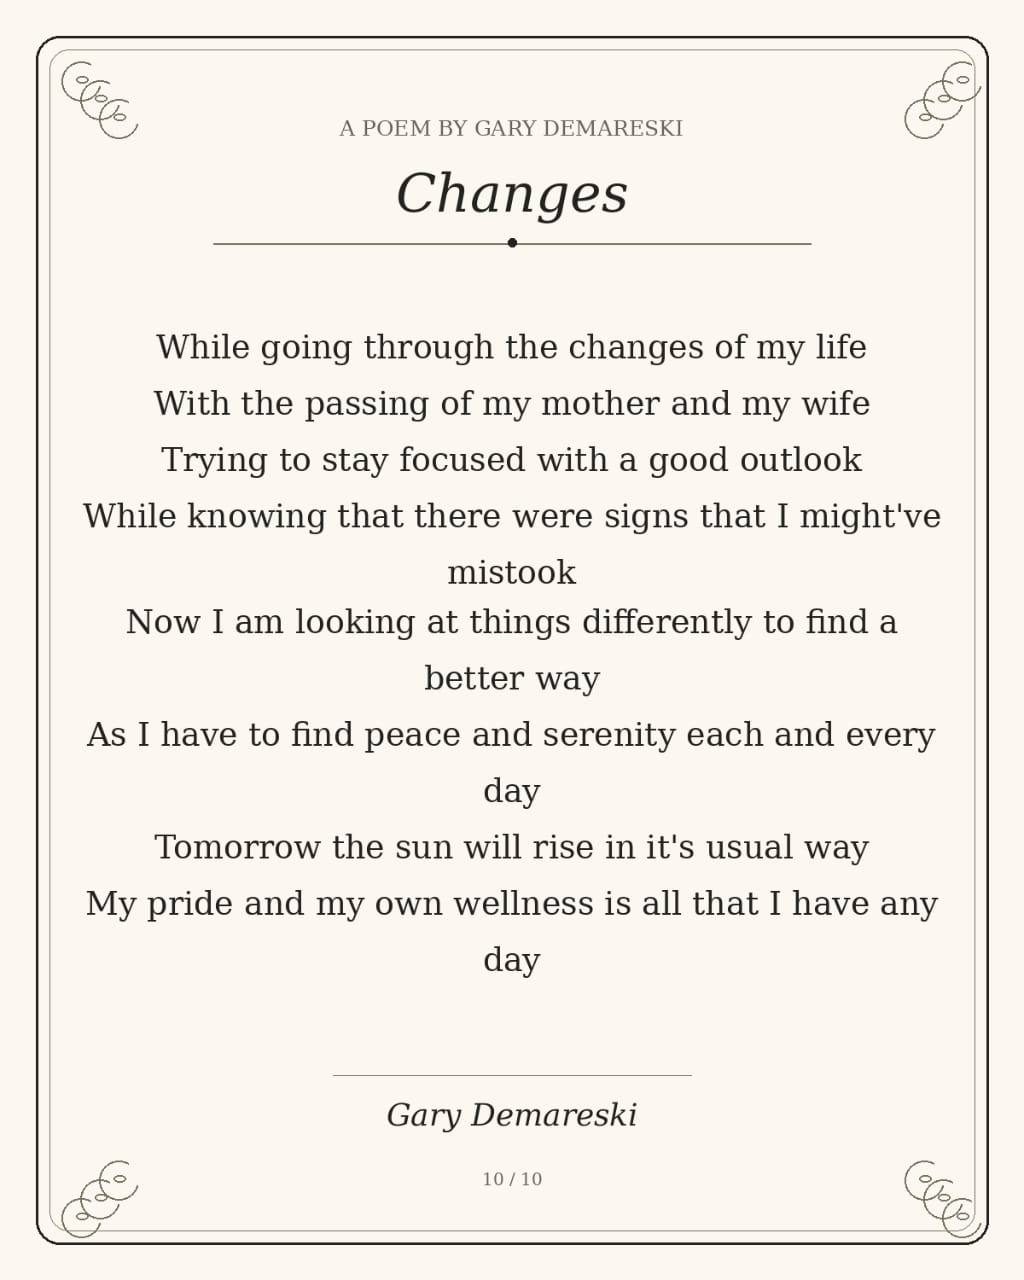 A POEM BY GARY DEMARESKI
Changes
While going through the changes of my life
With the passing of my mother and my wife
Trying to stay focused with a good outlook
While knowing that there were signs that I might've
mistook
Now I am looking at things differently to find a
better way
As I have to find peace and serenity each and every
day
Tomorrow the sun will rise in it's usual way
My pride and my own wellness is all that I have any
day
Gary Demareski
10 / 10